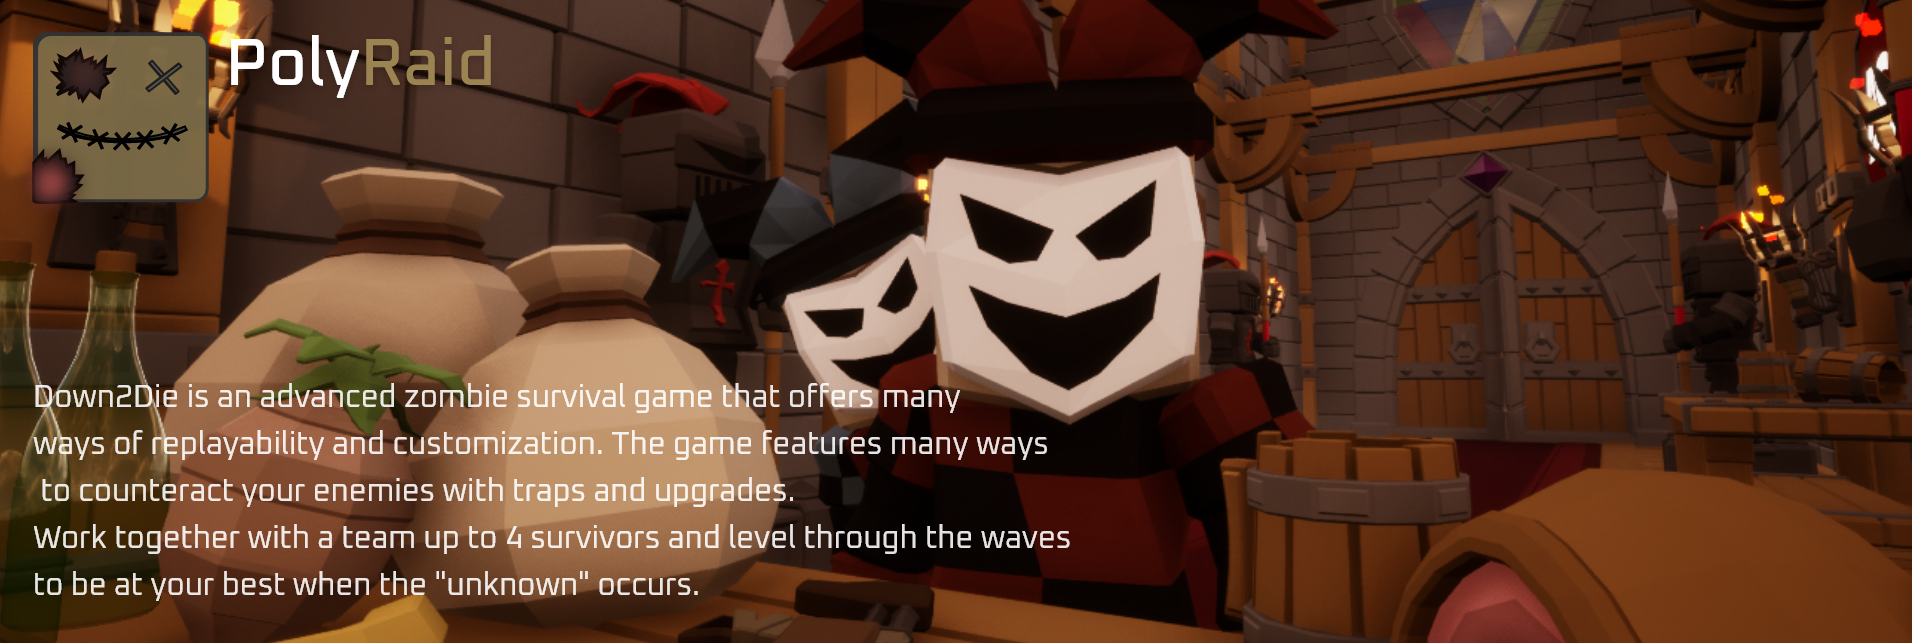 PolyRaid
Down2Die is an advanced zombie survival game that offers many
ways of replayability and customization. The game features many ways
to counteract your enemies with traps and upgrades.
Work together with a team up to 4 survivors and level through the waves
to be at your best when the "unknown" occurs.